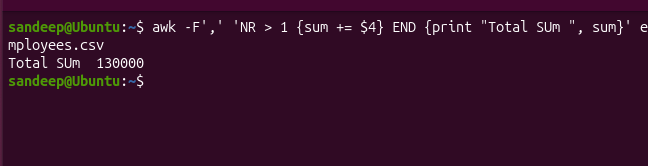 sandeep@Ubuntu:~$ awk -F',' 'NR > 1 {sum += $4} END {print "Total SUm ", sum}' e
mployees.csv
Total SUm  130000
sandeep@Ubuntu:~$